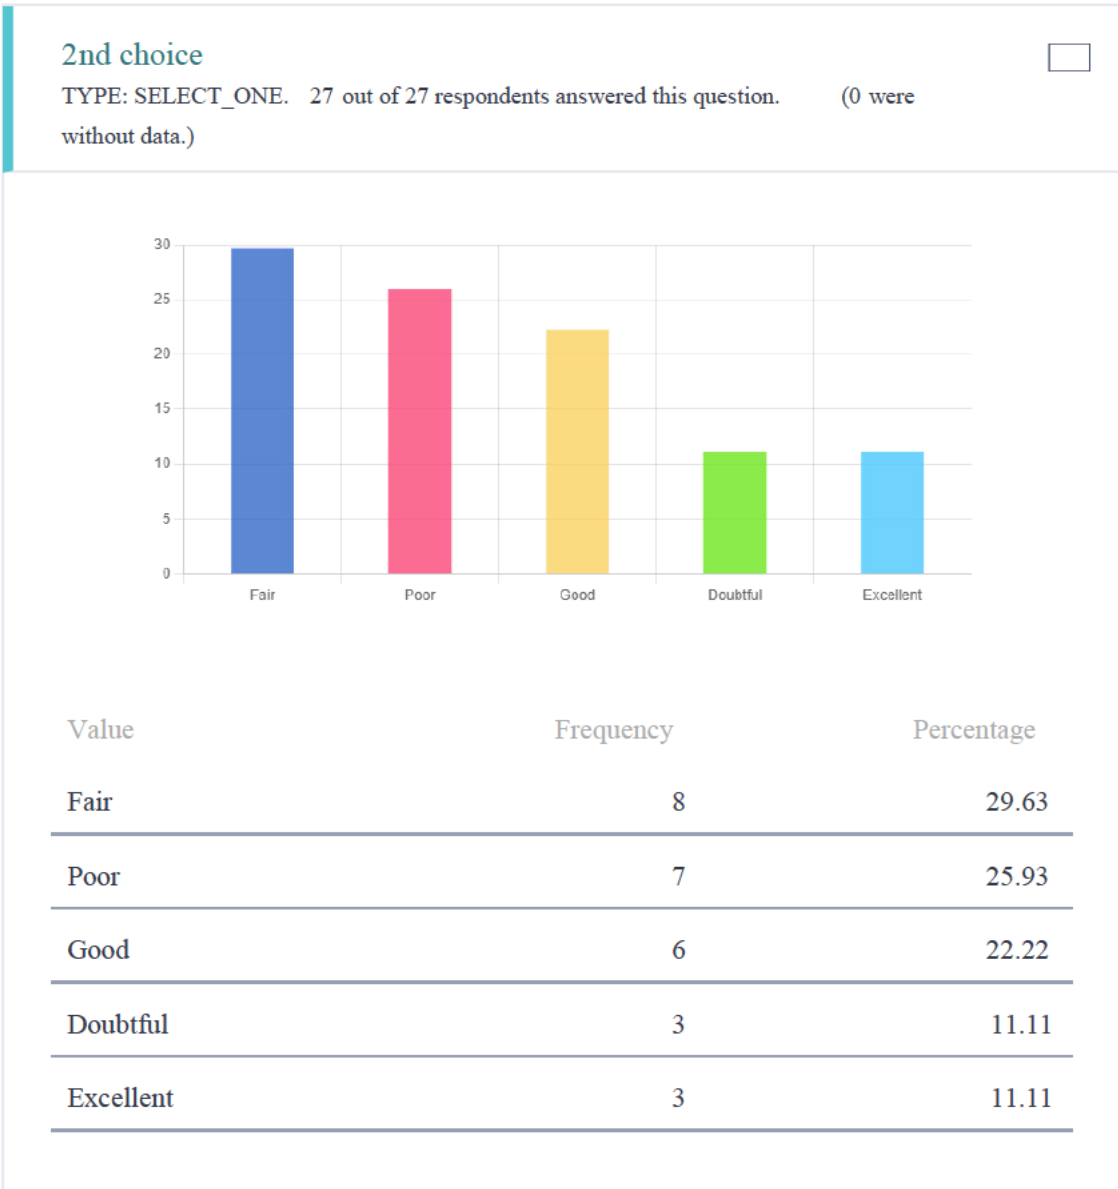 2nd choice
TYPE: SELECT_ONE. 27 out of 27 respondents answered this question. (0 were
without data.)
30
25
20
15
10
5
0
Fair Poor Good Doubtful Excellent
Value Frequency Percentage
Fair 8 29.63
Poor 7 25.93
Good 6 22.22
Doubtful 3 11.11
Excellent 3 11.11